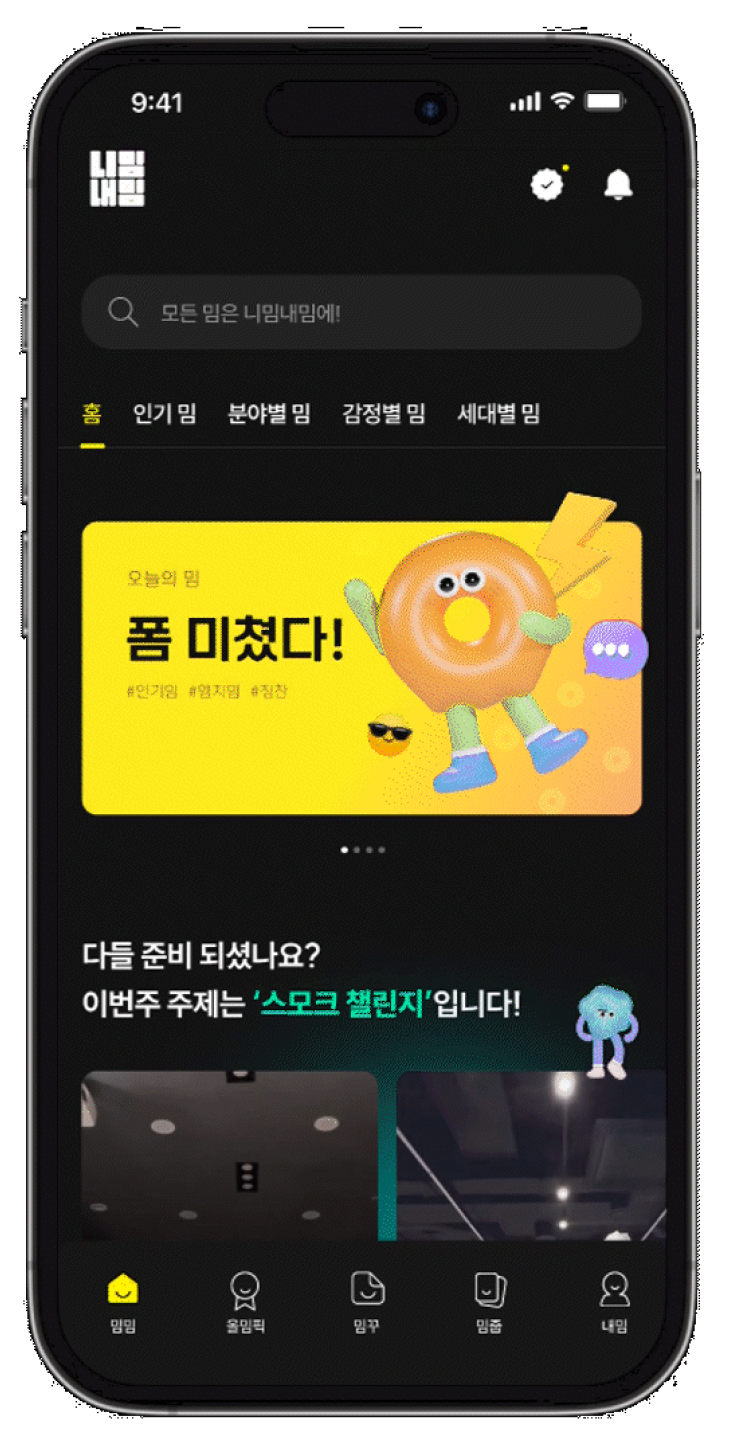 9:41
니밈
내밈
모든 밈은 니밈내밈에!
홈 인기 밈 분야별 밈 감정별 밈 세대별 밈
오늘의 밈
폼 미쳤다!
#인기밈 #엠지밈 #칭찬
다들 준비 되셨나요?
이번주 주제는 ‘스모크 챌린지’입니다!
밈밈 올밈픽 밈꾸 밈줍 내밈